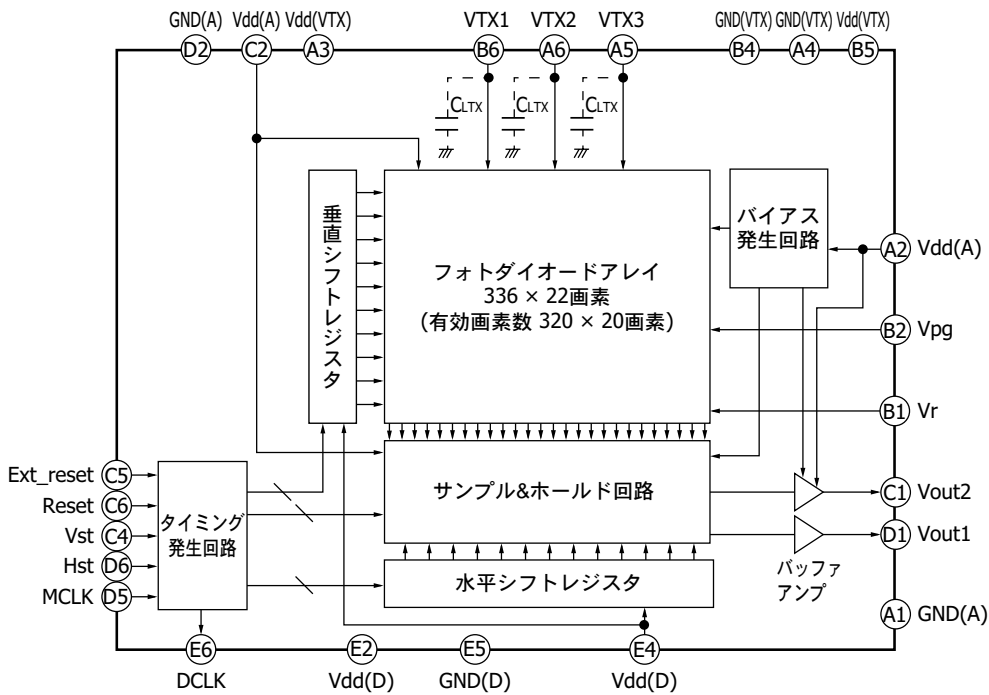 GND(A)
Vdd(A)
Vdd(VTX)
VTX1
VTX2
VTX3
GND(VTX)
GND(VTX)
Vdd(VTX)
D2
C2
A3
B6
A6
A5
B4
A4
B5
CLTX
CLTX
CLTX
垂直シフトレジスタ
フォトダイオードアレイ
336 × 22画素
(有効画素数 320 × 20画素)
バイアス
発生回路
A2 Vdd(A)
B2 Vpg
B1 Vr
Ext_reset C5
Reset C6
Vst C4
Hst D6
MCLK D5
タイミング
発生回路
サンプル&ホールド回路
C1 Vout2
D1 Vout1
バッファ
アンプ
水平シフトレジスタ
A1 GND(A)
E6
E2
E5
E4
DCLK
Vdd(D)
GND(D)
Vdd(D)